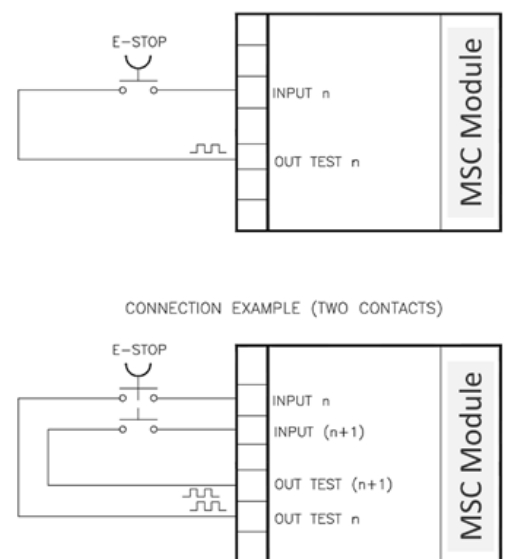 E-STOP
INPUT n
OUT TEST n
MSC Module
CONNECTION EXAMPLE (TWO CONTACTS)
E-STOP
INPUT n
INPUT (n+1)
OUT TEST (n+1)
OUT TEST n
MSC Module